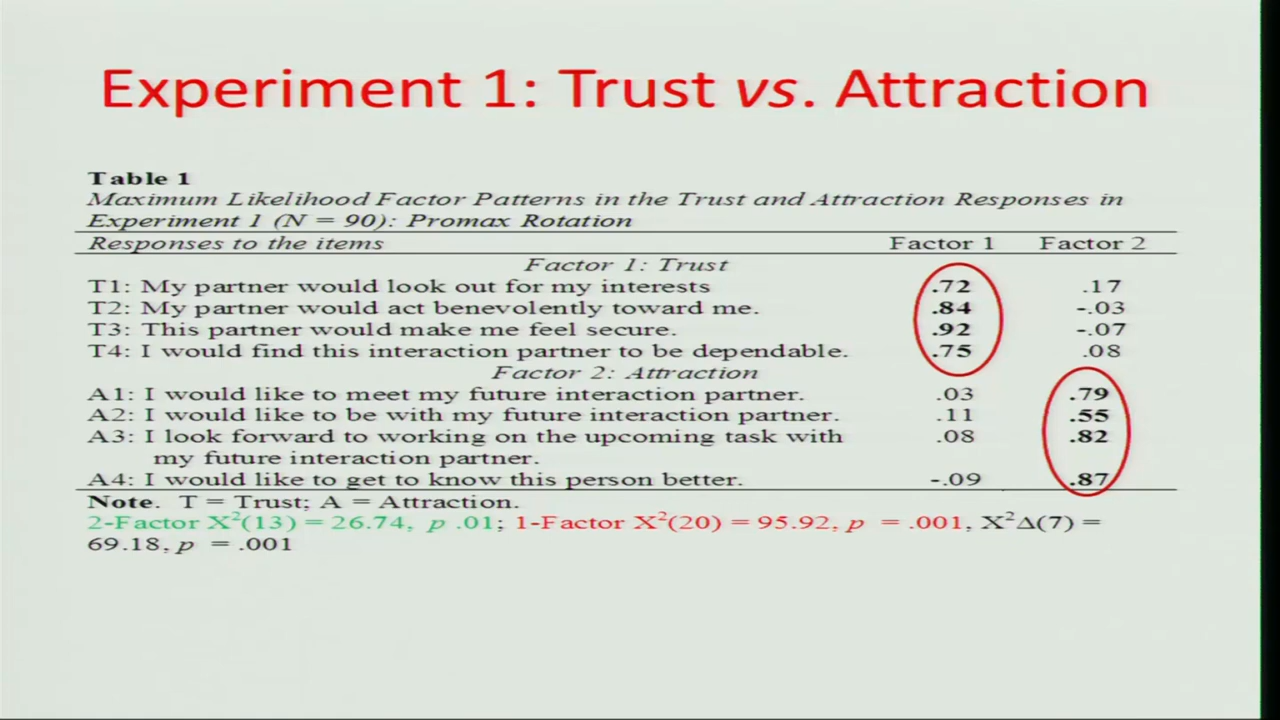 Experiment 1: Trust vs. Attraction
Table 1
Maximum Likelihood Factor Patterns in the Trust and Attraction Responses in
Experiment 1 (N = 90): Promax Rotation
Responses to the items Factor 1 Factor 2
Factor 1: Trust
T1: My partner would look out for my interests .72 .17
T2: My partner would act benevolently toward me. .84 -.03
T3: This partner would make me feel secure. .92 -.07
T4: I would find this interaction partner to be dependable. .75 .08
Factor 2: Attraction
A1: I would like to meet my future interaction partner. .03 .79
A2: I would like to be with my future interaction partner. .11 .55
A3: I look forward to working on the upcoming task with .08 .82
my future interaction partner.
A4: I would like to get to know this person better. -.09 .87
Note. T = Trust; A = Attraction.
2-Factor X²(13) = 26.74, p .01; 1-Factor X²(20) = 95.92, p = .001, X²Δ(7) =
69.18, p = .001